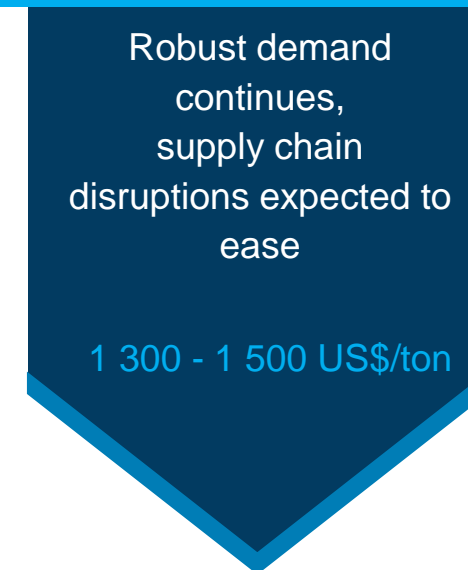 Robust demand
continues,
supply chain
disruptions expected to
ease
1 300 - 1 500 US$/ton